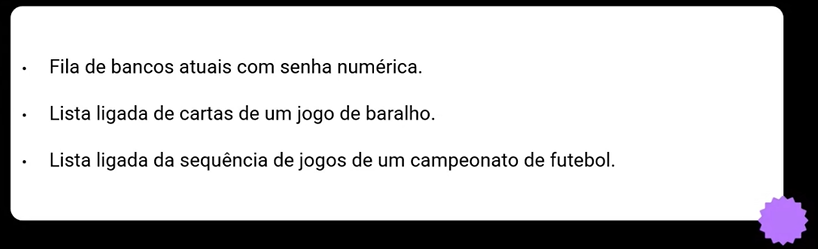 • Fila de bancos atuais com senha numérica.
• Lista ligada de cartas de um jogo de baralho.
• Lista ligada da sequência de jogos de um campeonato de futebol.